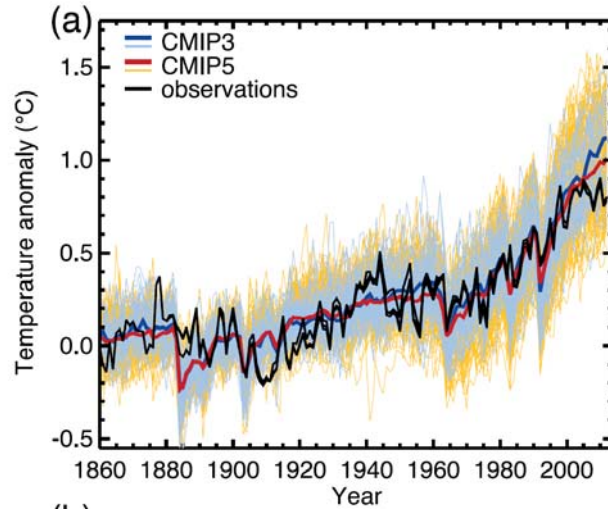 (a)
CMIP3
CMIP5
observations
Temperature anomaly (°C)
1.5
1.0
0.5
0.0
-0.5
1860 1880 1900 1920 1940 1960 1980 2000
Year